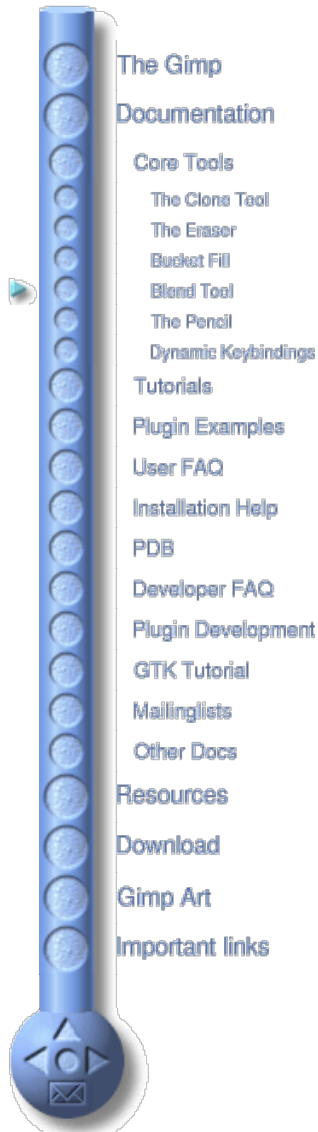 The Gimp
Documentation
Core Tools
The Clone Tool
The Eraser
Bucket Fill
Blend Tool
The Pencil
Dynamic Keybindings
Tutorials
Plugin Examples
User FAQ
Installation Help
PDB
Developer FAQ
Plugin Development
GTK Tutorial
Mailinglists
Other Docs
Resources
Download
Gimp Art
Important links